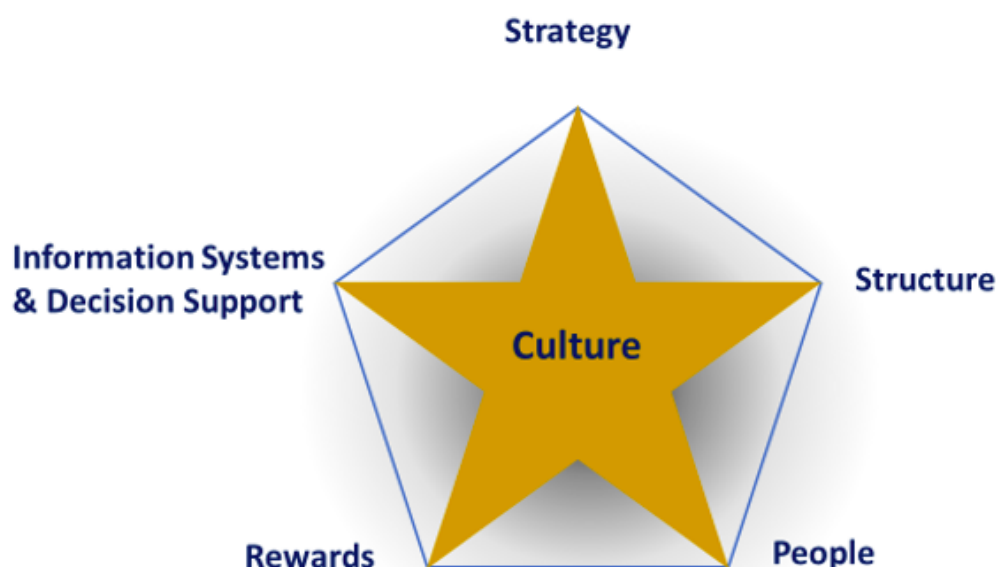 Strategy
Information Systems
& Decision Support
Structure
Culture
Rewards
People